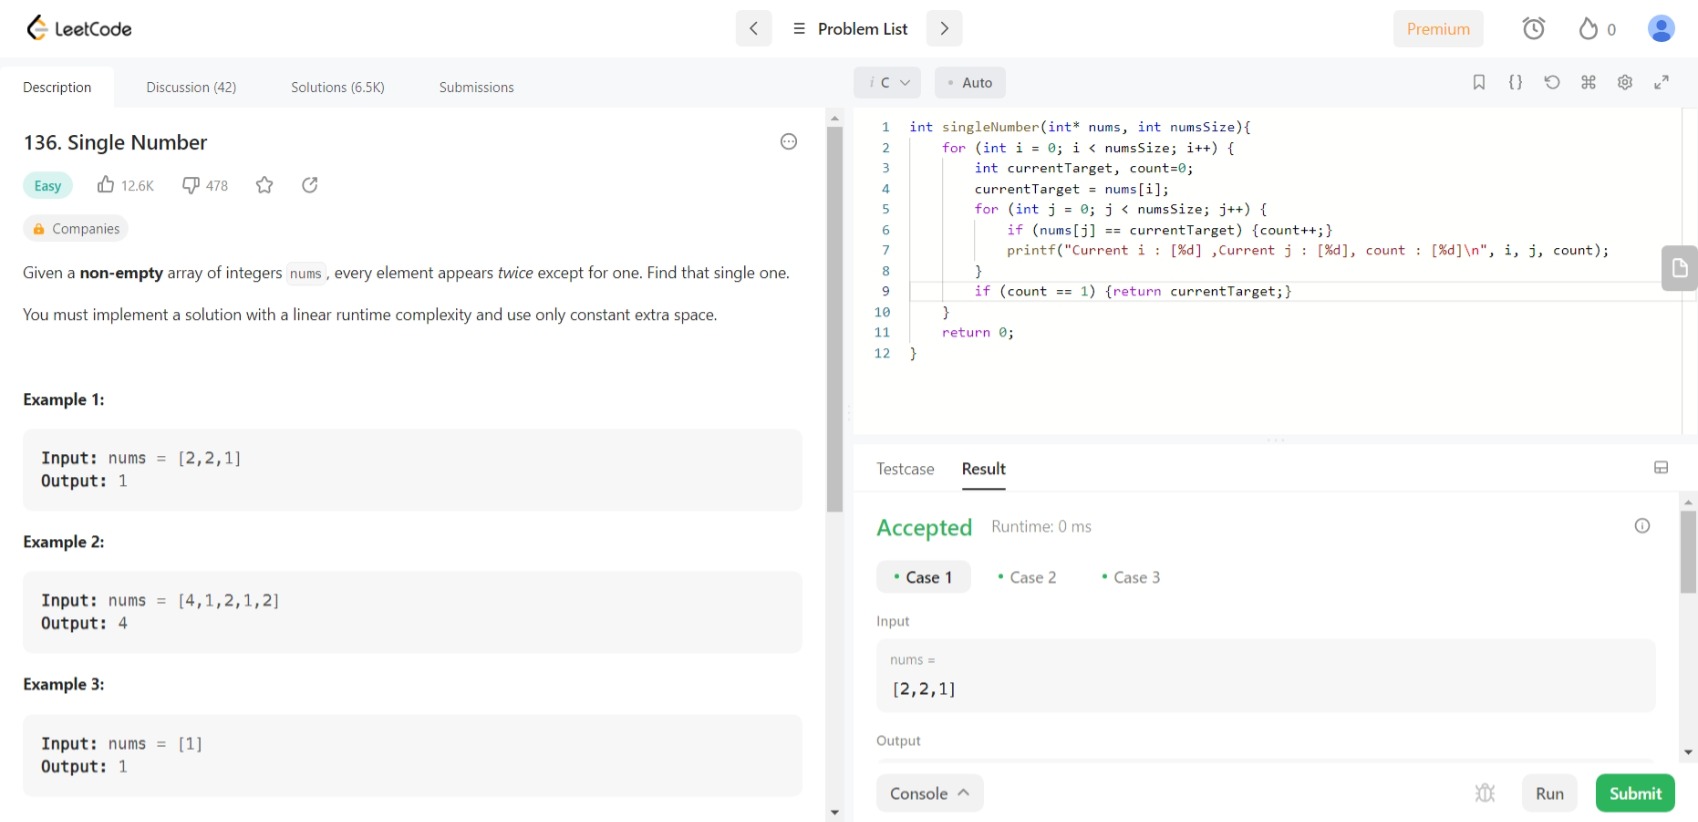 LeetCode
Problem List
Premium
0
Description
Discussion (42)
Solutions (6.5K)
Submissions
136. Single Number
Easy
12.6K
478
Companies
Given a non-empty array of integers nums, every element appears twice except for one. Find that single one.
You must implement a solution with a linear runtime complexity and use only constant extra space.
Example 1:
Input: nums = [2,2,1]
Output: 1
Example 2:
Input: nums = [4,1,2,1,2]
Output: 4
Example 3:
Input: nums = [1]
Output: 1
i C
• Auto
1 int singleNumber(int* nums, int numsSize){
2 for (int i = 0; i < numsSize; i++) {
3 int currentTarget, count=0;
4 currentTarget = nums[i];
5 for (int j = 0; j < numsSize; j++) {
6 if (nums[j] == currentTarget) {count++;}
7 printf("Current i : [%d] ,Current j : [%d], count : [%d]\n", i, j, count);
8 }
9 if (count == 1) {return currentTarget;}
10 }
11 return 0;
12 }
Testcase
Result
Accepted
Runtime: 0 ms
• Case 1
• Case 2
• Case 3
Input
nums =
[2,2,1]
Output
Console
Run
Submit